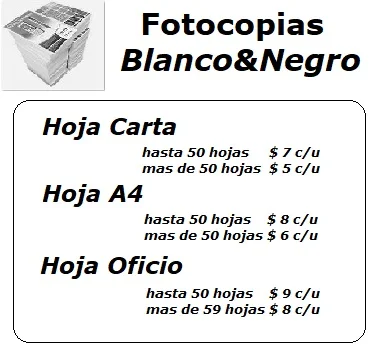 Fotocopias
Blanco&Negro
Hoja Carta
hasta 50 hojas $ 7 c/u
mas de 50 hojas $ 5 c/u
Hoja A4
hasta 50 hojas $ 8 c/u
mas de 50 hojas $ 6 c/u
Hoja Oficio
hasta 50 hojas $ 9 c/u
mas de 59 hojas $ 8 c/u